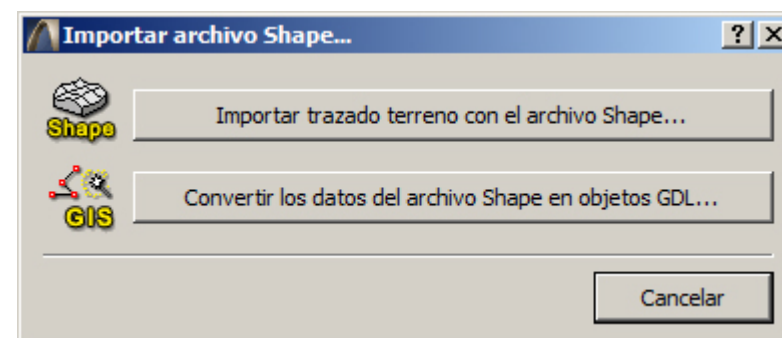 Importar archivo Shape...
Shape
Importar trazado terreno con el archivo Shape...
GIS
Convertir los datos del archivo Shape en objetos GDL...
Cancelar